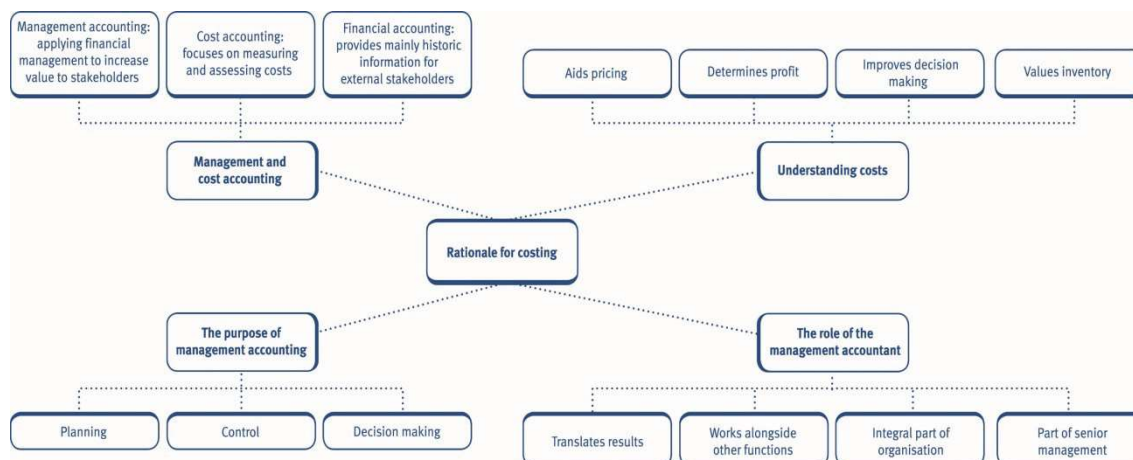 Management accounting:
applying financial
management to increase
value to stakeholders
Cost accounting:
focuses on measuring
and assessing costs
Financial accounting:
provides mainly historic
information for
external stakeholders
Aids pricing
Determines profit
Improves decision
making
Values inventory
Management and
cost accounting
Understanding costs
Rationale for costing
The purpose of
management accounting
The role of the
management accountant
Planning
Control
Decision making
Translates results
Works alongside
other functions
Integral part of
organisation
Part of senior
management